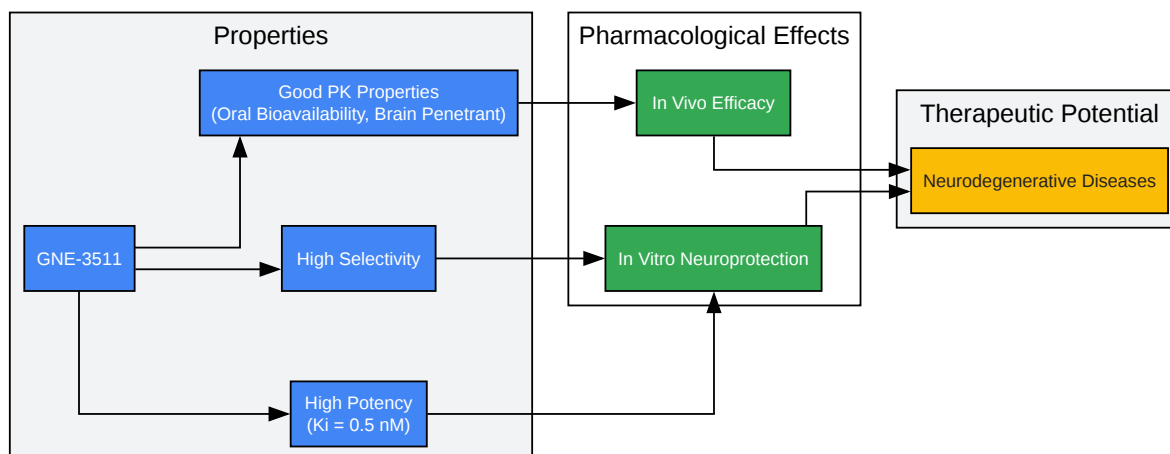 Properties
Good PK Properties
(Oral Bioavailability, Brain Penetrant)
GNE-3511
High Selectivity
High Potency
(Ki = 0.5 nM)
Pharmacological Effects
In Vivo Efficacy
In Vitro Neuroprotection
Therapeutic Potential
Neurodegenerative Diseases